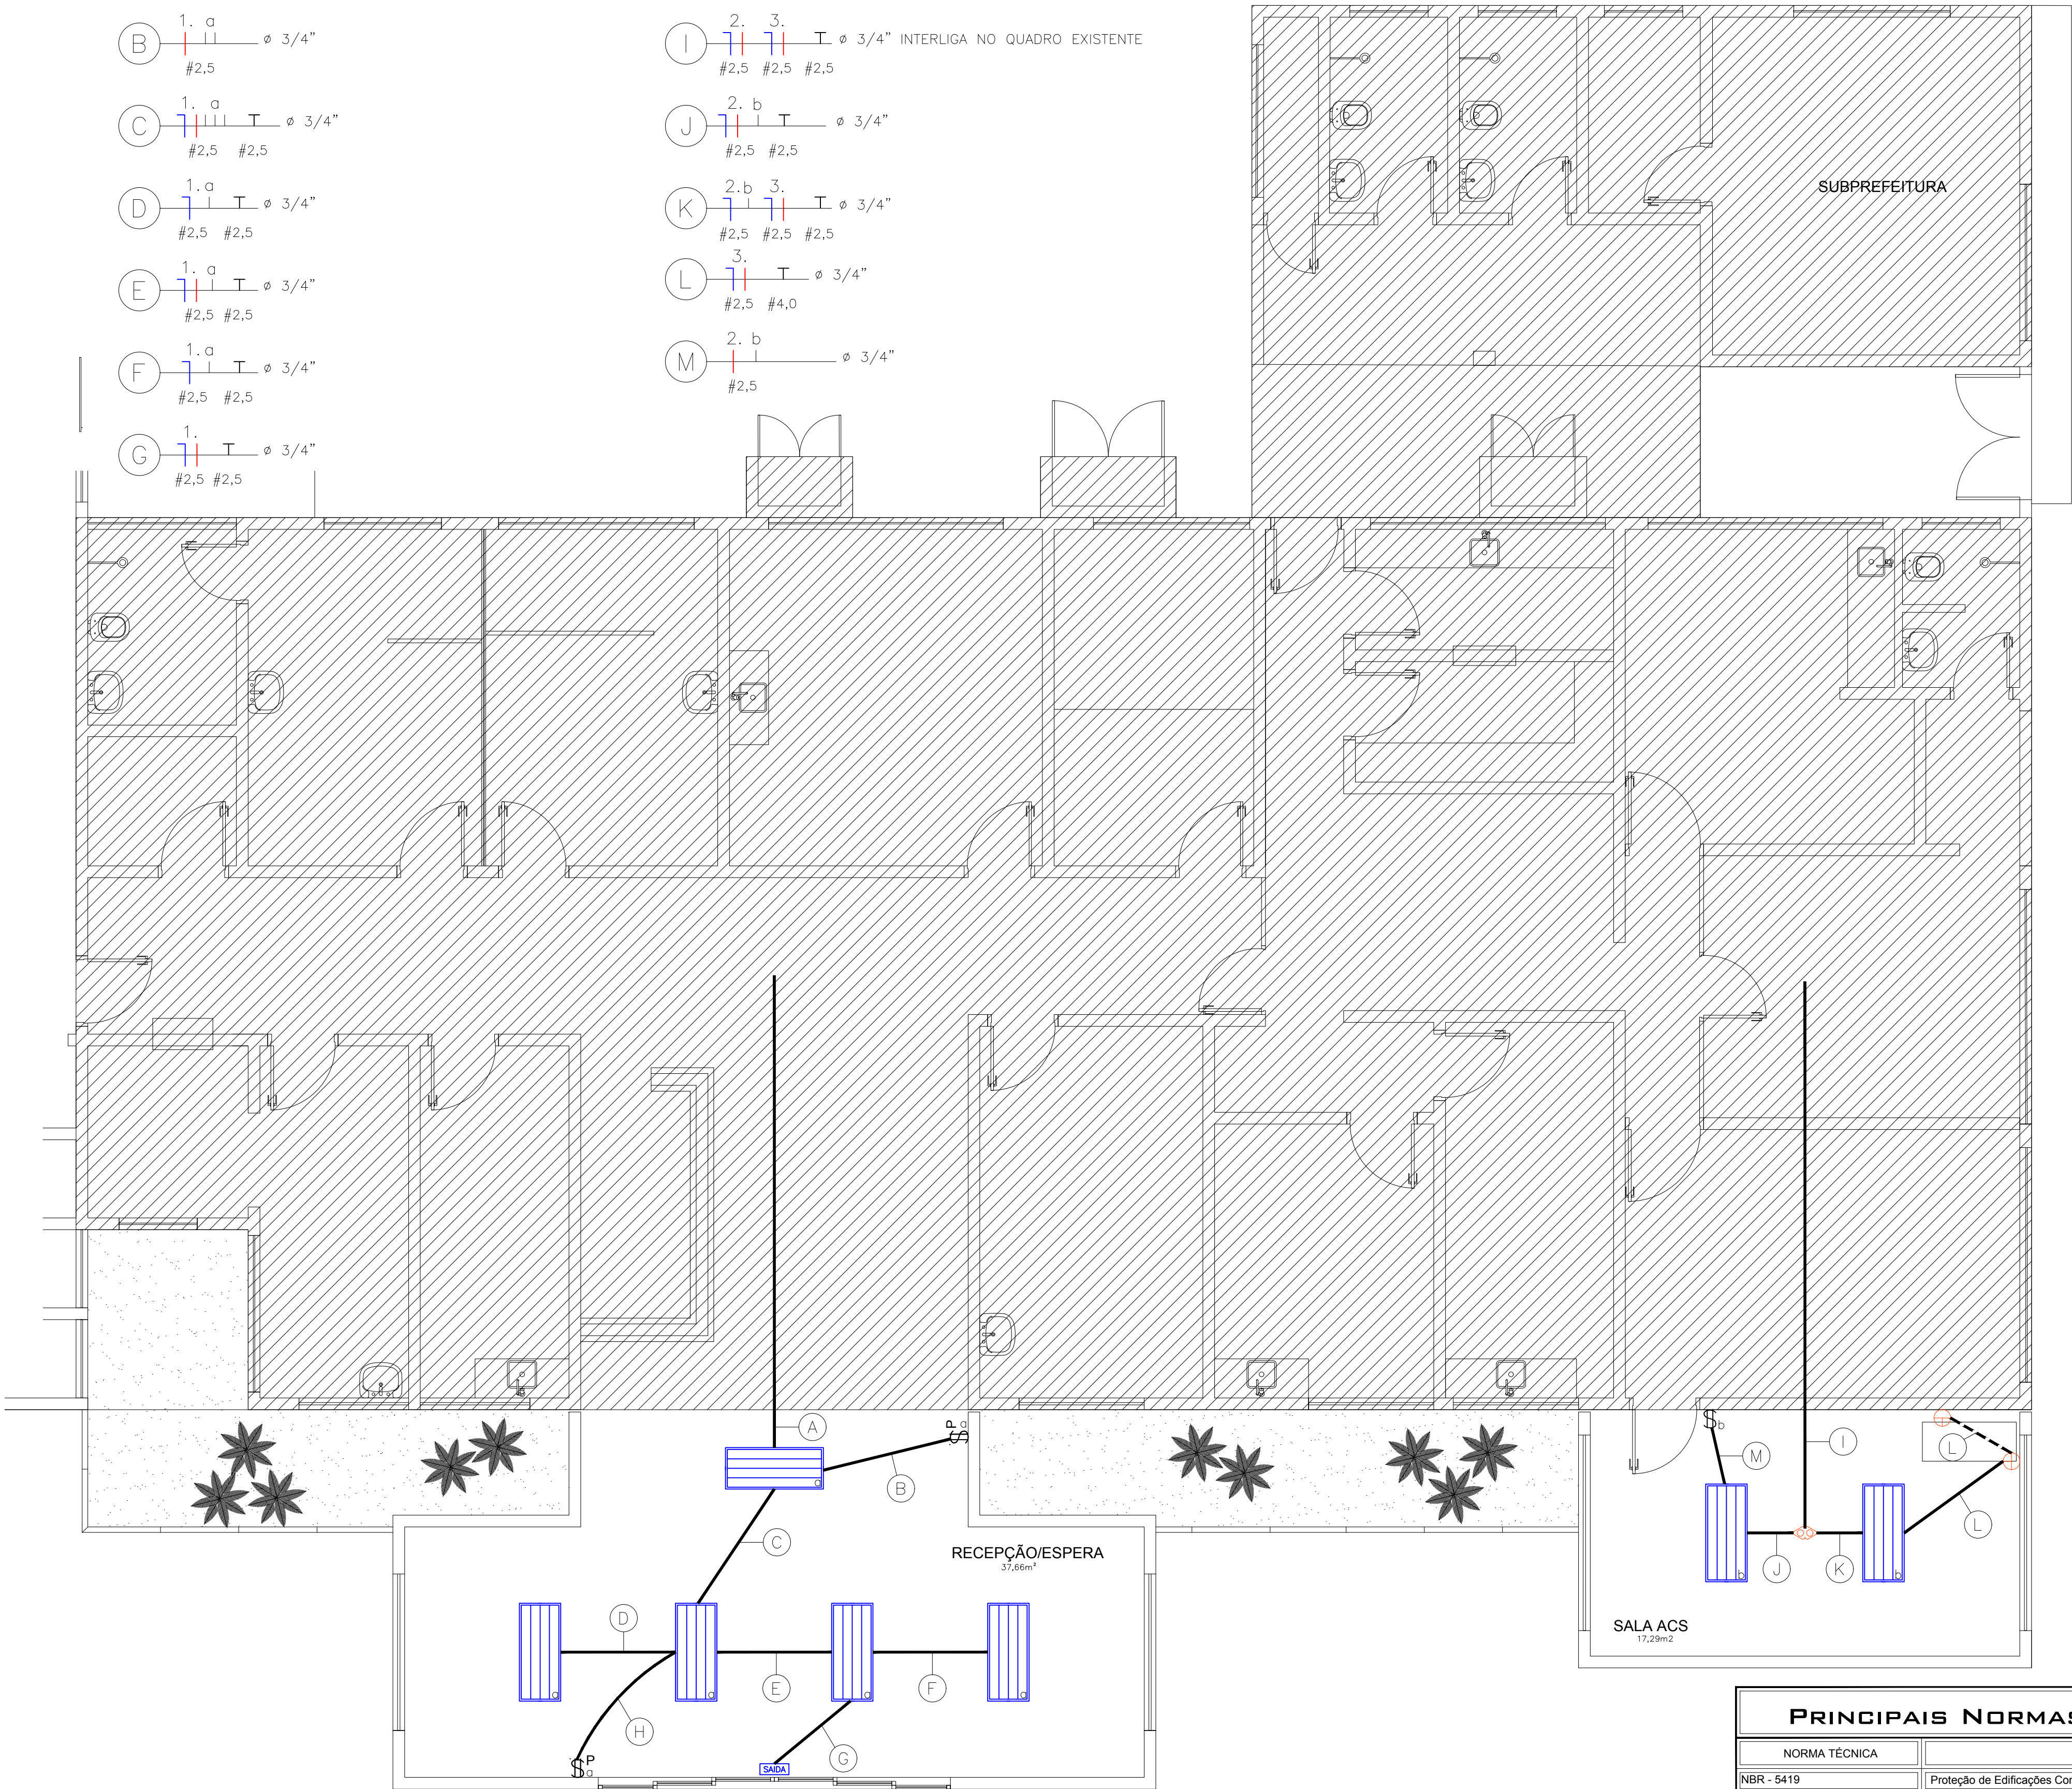 1. a
B ø 3/4”
#2,5
1. a
C T ø 3/4”
#2,5 #2,5
1.a
D T ø 3/4”
#2,5 #2,5
1. a
E T ø 3/4”
#2,5 #2,5
1.a
F T ø 3/4”
#2,5 #2,5
1.
G T ø 3/4”
#2,5 #2,5
2. 3.
I T ø 3/4” INTERLIGA NO QUADRO EXISTENTE
#2,5 #2,5 #2,5
2. b
J T ø 3/4”
#2,5 #2,5
2.b 3.
K T ø 3/4”
#2,5 #2,5 #2,5
3.
L T ø 3/4”
#2,5 #4,0
2. b
M ø 3/4”
#2,5
SUBPREFEITURA
A
P
a
$
a
B
C
RECEPÇÃO/ESPERA
37,66m²
D
a
a
a
a
E
F
H
G
P
$a
SAIDA
$b
M
I
L
L
b
J
K
b
SALA ACS
17,29m2
PRINCIPAIS NORMAS
NORMA TÉCNICA
NBR - 5419
Proteção de Edificações